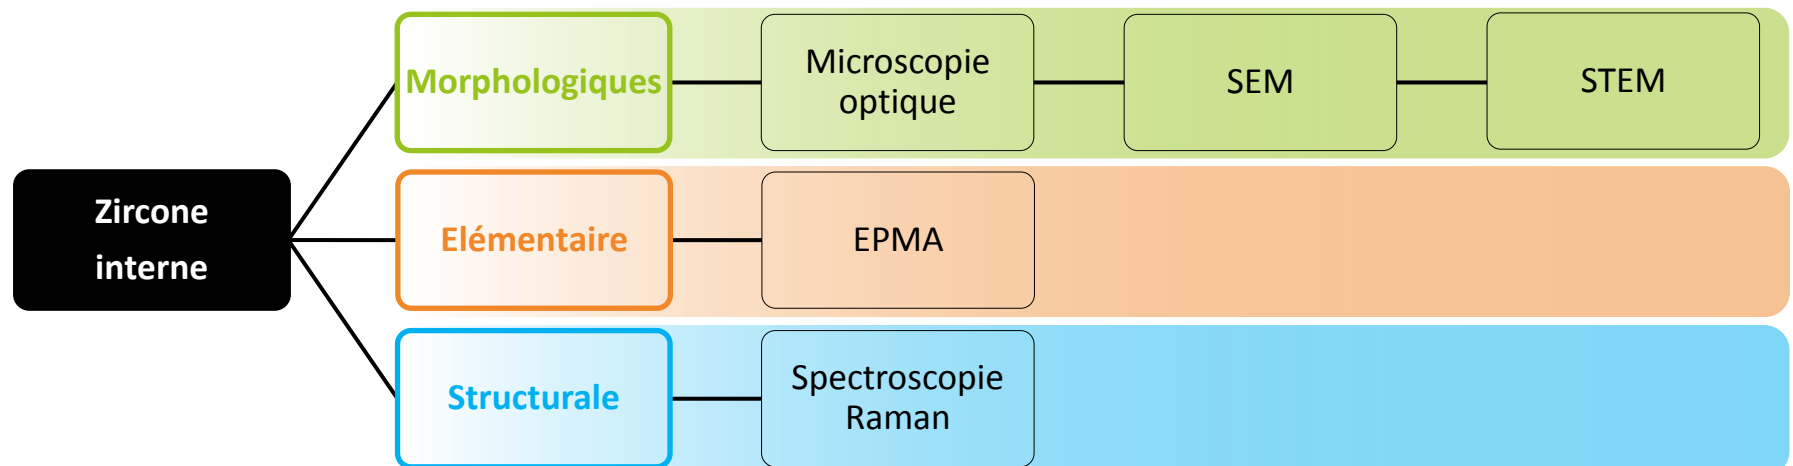 Morphologiques
Microscopie
optique
SEM
STEM
Zircone
interne
Elémentaire
EPMA
Structurale
Spectroscopie
Raman